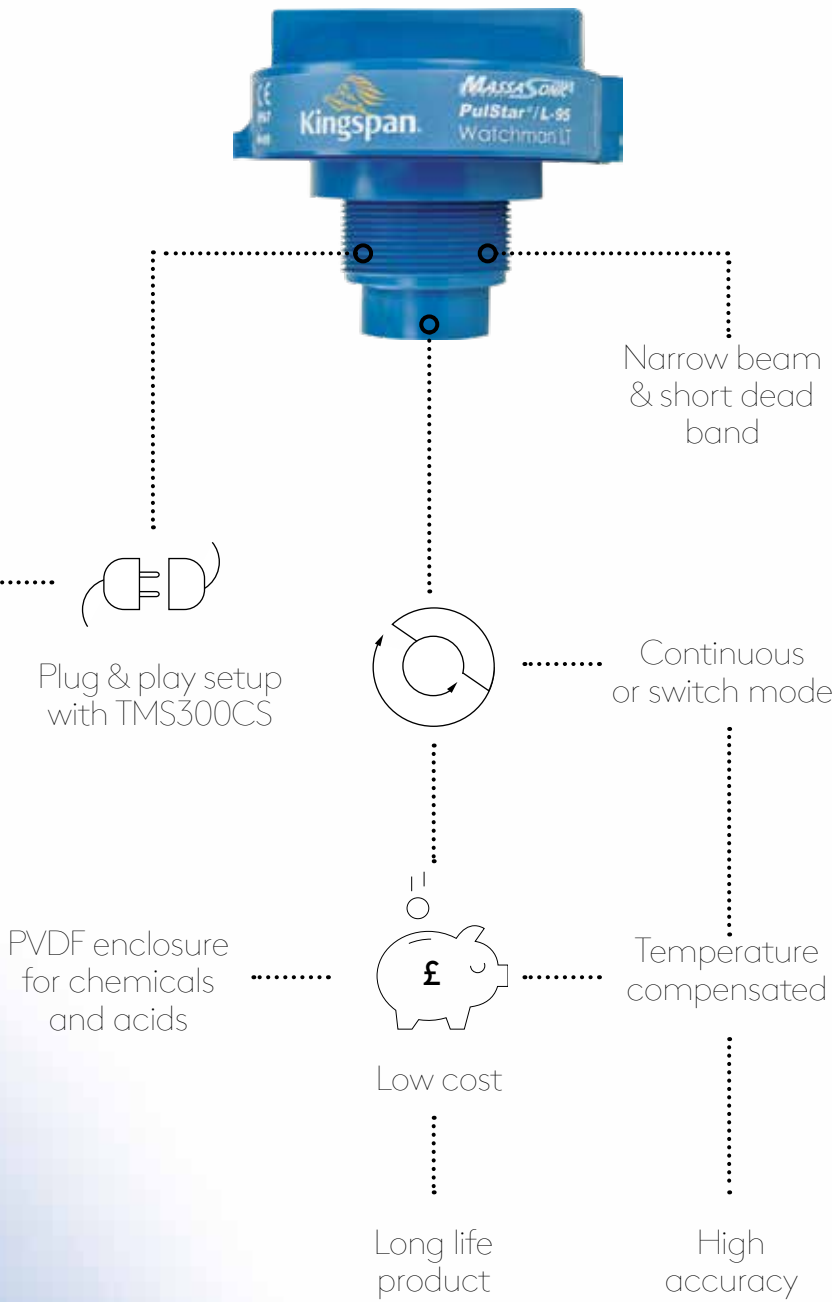 CE
Kingspan.
MASSASONIC
PulStar®/L-95
Watchman LT
Narrow beam
& short dead
band
Plug & play setup
with TMS300CS
Continuous
or switch mode
PVDF enclosure
for chemicals
and acids
£
Temperature
compensated
Low cost
Long life
product
High
accuracy